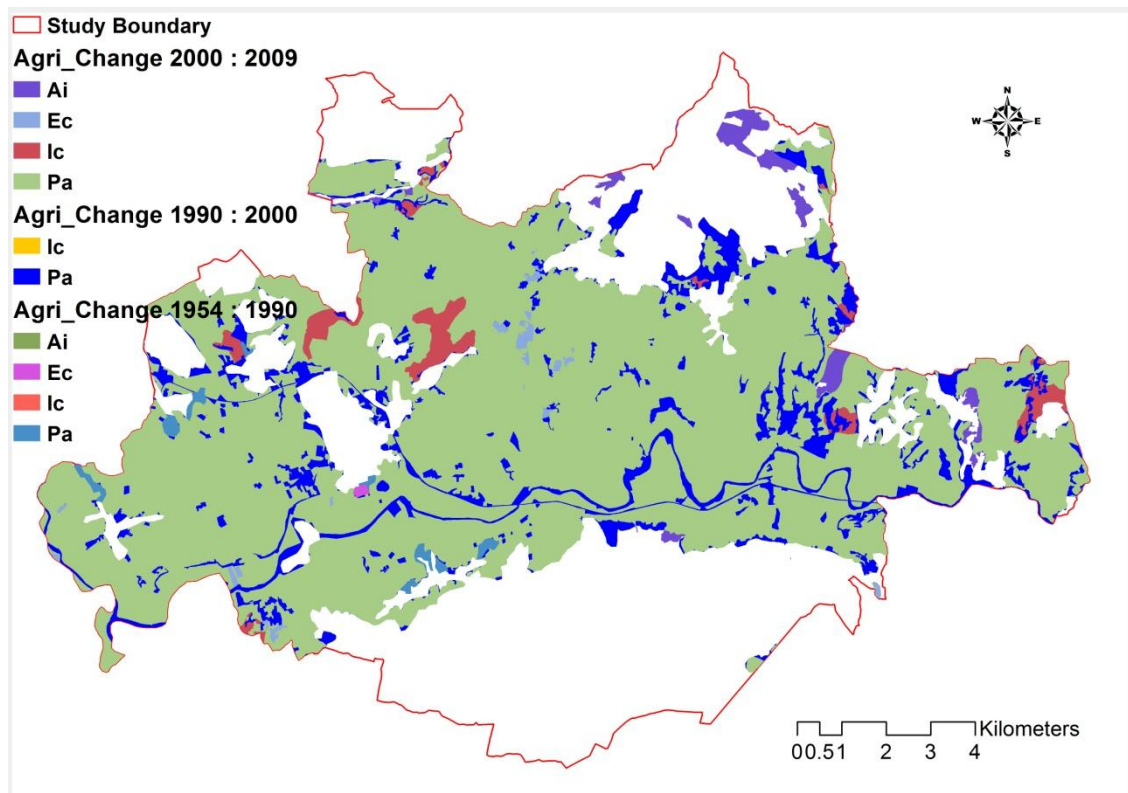 Study Boundary
Agri_Change 2000 : 2009
Ai
Ec
Ic
Pa
Agri_Change 1990 : 2000
Ic
Pa
Agri_Change 1954 : 1990
Ai
Ec
Ic
Pa
N
W E
S
Kilometers
0 0.5 1 2 3 4